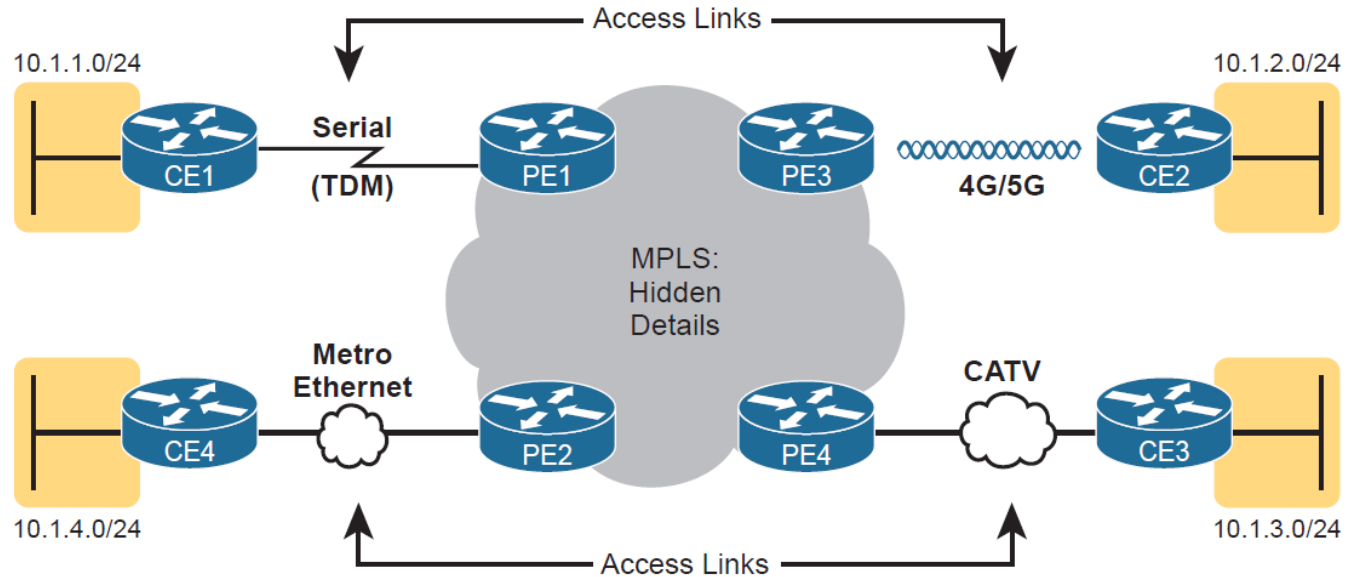 Access Links
10.1.1.0/24
10.1.2.0/24
Serial
(TDM)
CE1
PE1
PE3
4G/5G
CE2
MPLS:
Hidden
Details
Metro
Ethernet
CATV
CE4
PE2
PE4
CE3
10.1.4.0/24
10.1.3.0/24
Access Links